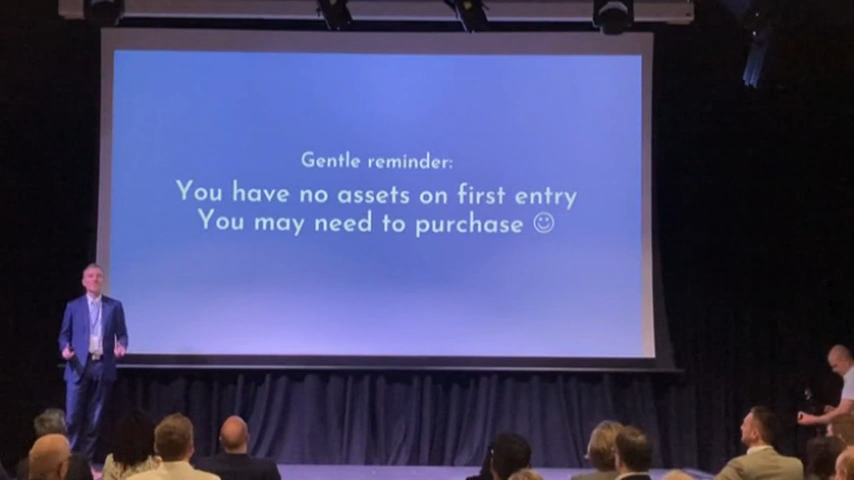 Gentle reminder:
You have no assets on first entry
You may need to purchase ☺